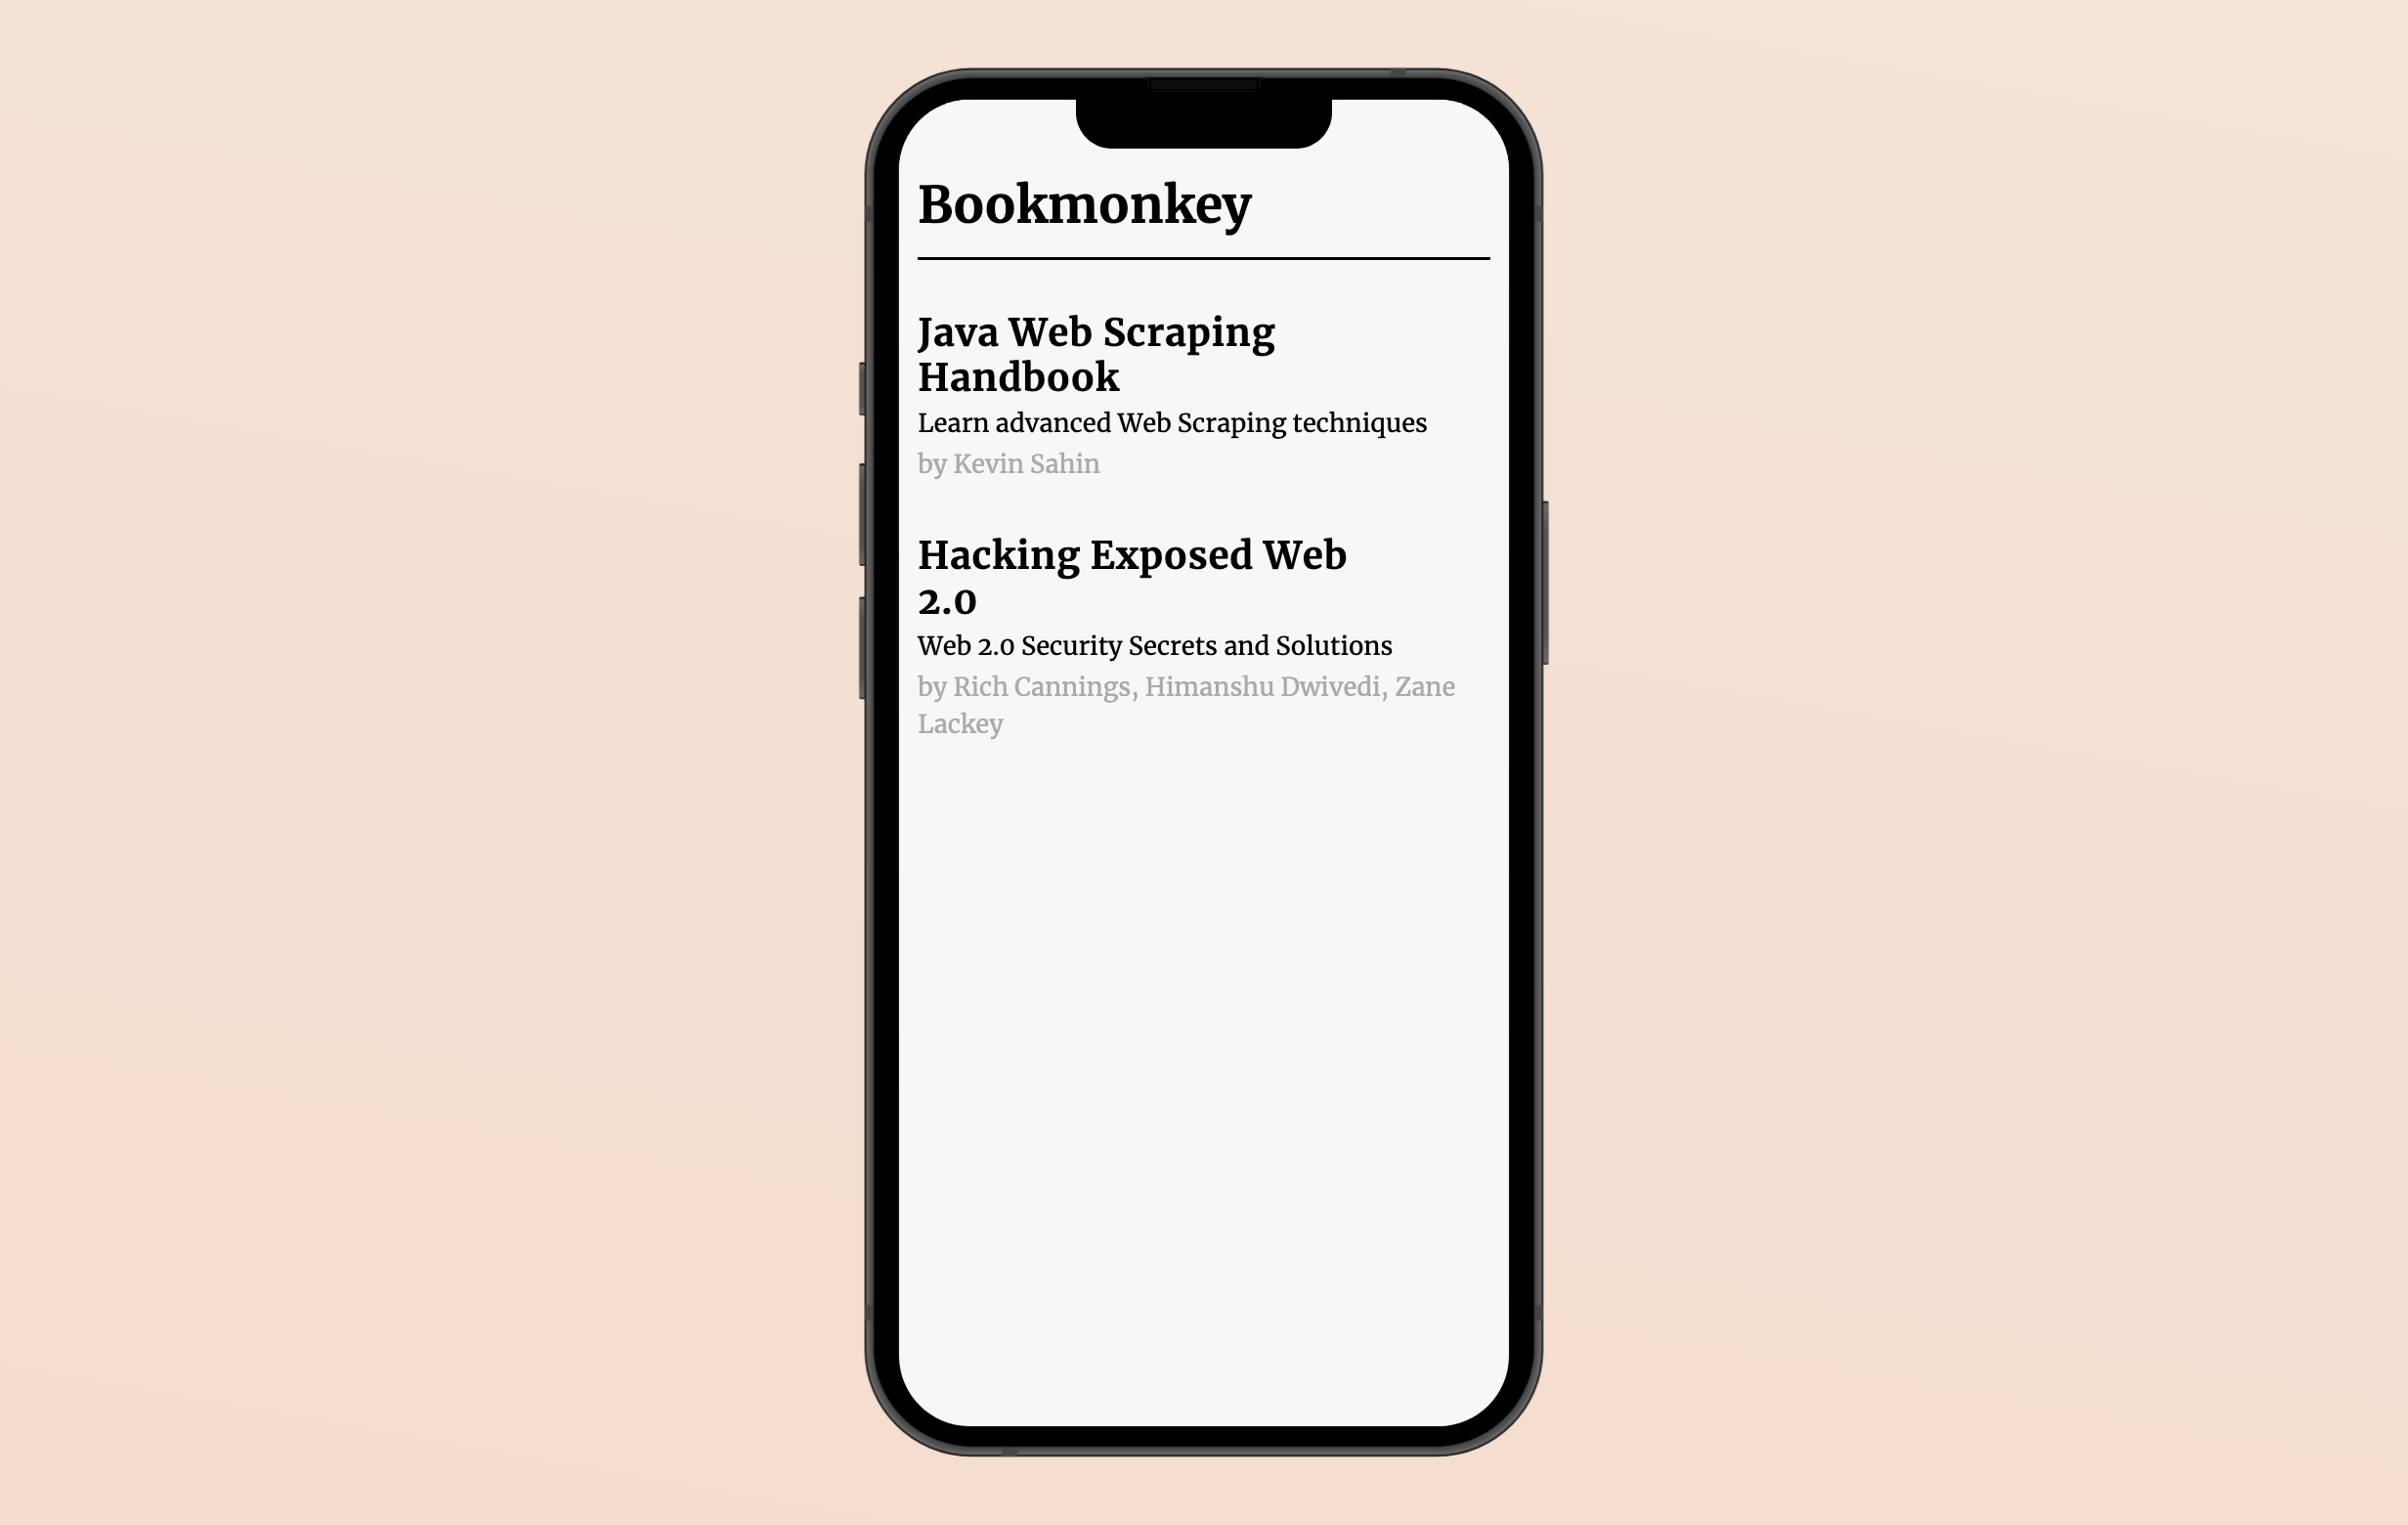 Bookmonkey
Java Web Scraping
Handbook
Learn advanced Web Scraping techniques
by Kevin Sahin
Hacking Exposed Web
2.0
Web 2.0 Security Secrets and Solutions
by Rich Cannings, Himanshu Dwivedi, Zane
Lackey